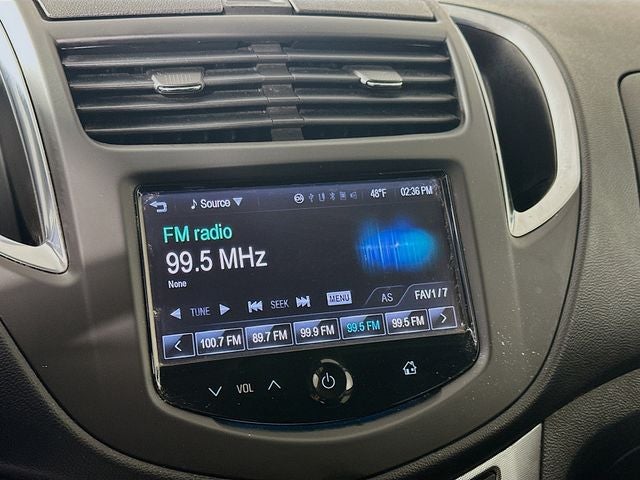 Source 48°F 02:36 PM
FM radio
99.5 MHz
None
TUNE SEEK MENU AS FAV1/7
100.7 FM 89.7 FM 99.9 FM 99.5 FM 99.5 FM
VOL